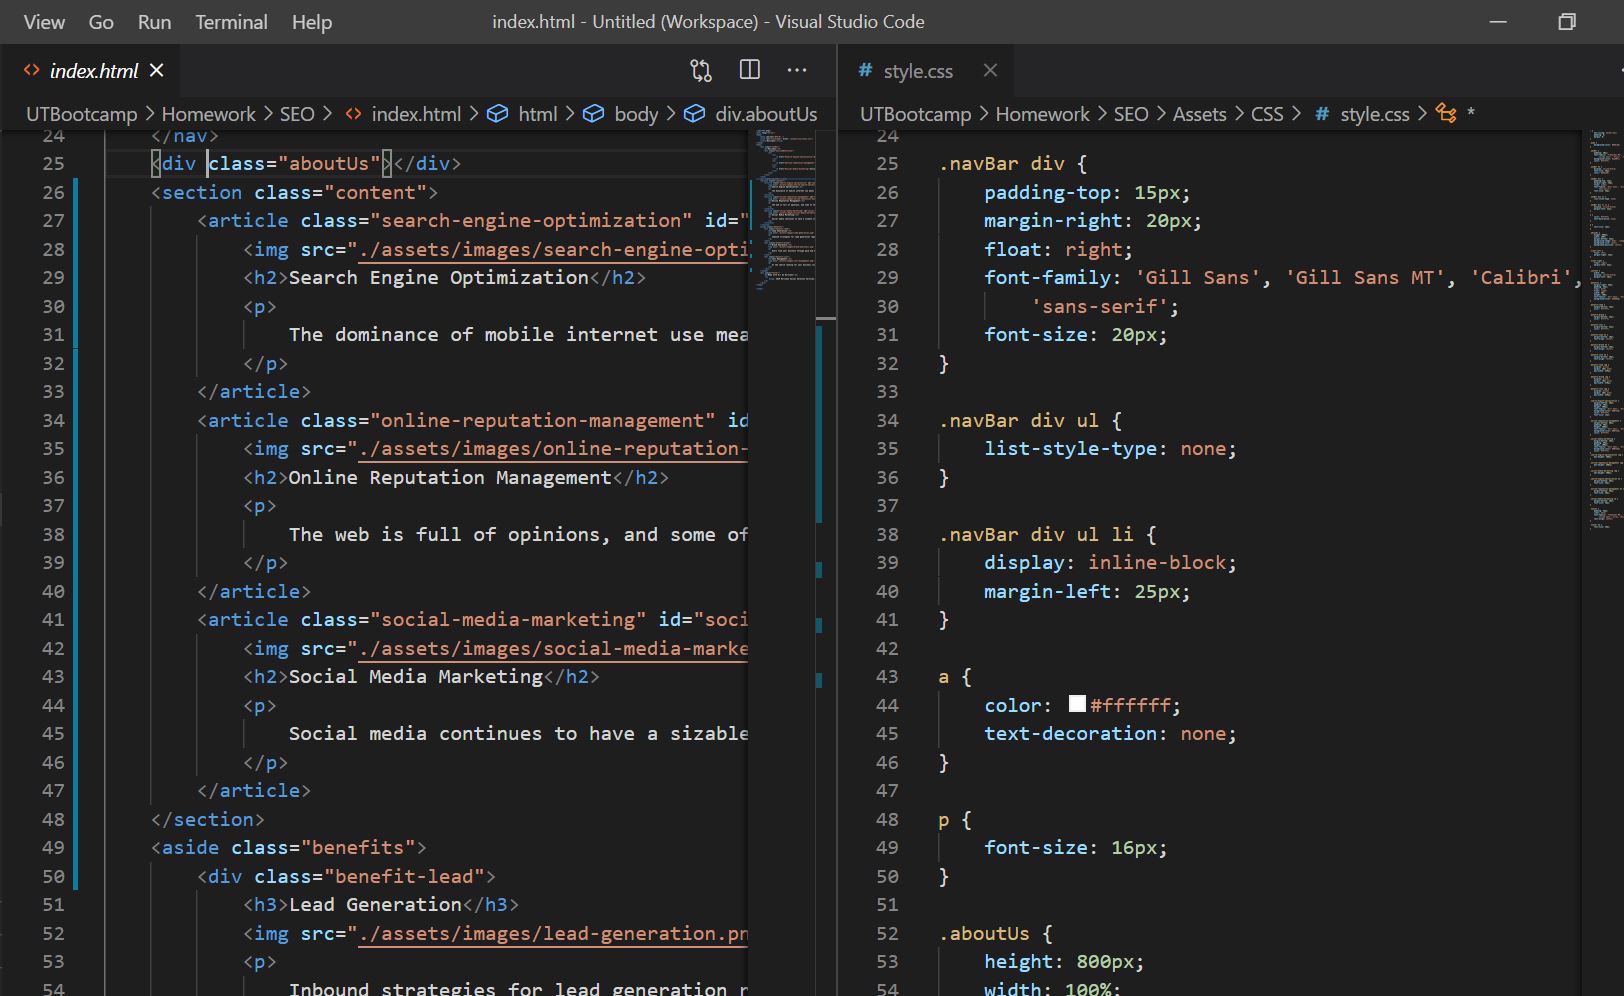 View Go Run Terminal Help index.html - Untitled (Workspace) - Visual Studio Code
index.html
UTBootcamp > Homework > SEO > index.html > html > body > div.aboutUs
24 </nav>
25 <div class="aboutUs"></div>
26 <section class="content">
27 <article class="search-engine-optimization" id="
28 <img src="./assets/images/search-engine-opti
29 <h2>Search Engine Optimization</h2>
30 <p>
31 The dominance of mobile internet use mea
32 </p>
33 </article>
34 <article class="online-reputation-management" id
35 <img src="./assets/images/online-reputation-
36 <h2>Online Reputation Management</h2>
37 <p>
38 The web is full of opinions, and some of
39 </p>
40 </article>
41 <article class="social-media-marketing" id="soci
42 <img src="./assets/images/social-media-marke
43 <h2>Social Media Marketing</h2>
44 <p>
45 Social media continues to have a sizable
46 </p>
47 </article>
48 </section>
49 <aside class="benefits">
50 <div class="benefit-lead">
51 <h3>Lead Generation</h3>
52 <img src="./assets/images/lead-generation.pn
53 <p>
54 Inbound strategies for lead generation r
# style.css
UTBootcamp > Homework > SEO > Assets > CSS > # style.css > *
24
25 .navBar div {
26 padding-top: 15px;
27 margin-right: 20px;
28 float: right;
29 font-family: 'Gill Sans', 'Gill Sans MT', 'Calibri',
30 'sans-serif';
31 font-size: 20px;
32 }
33
34 .navBar div ul {
35 list-style-type: none;
36 }
37
38 .navBar div ul li {
39 display: inline-block;
40 margin-left: 25px;
41 }
42
43 a {
44 color: #ffffff;
45 text-decoration: none;
46 }
47
48 p {
49 font-size: 16px;
50 }
51
52 .aboutUs {
53 height: 800px;
54 width: 100%;